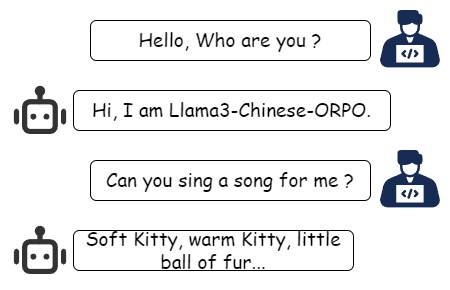 Hello, Who are you ?
Hi, I am Llama3-Chinese-ORPO.
Can you sing a song for me ?
Soft Kitty, warm Kitty, little
ball of fur...